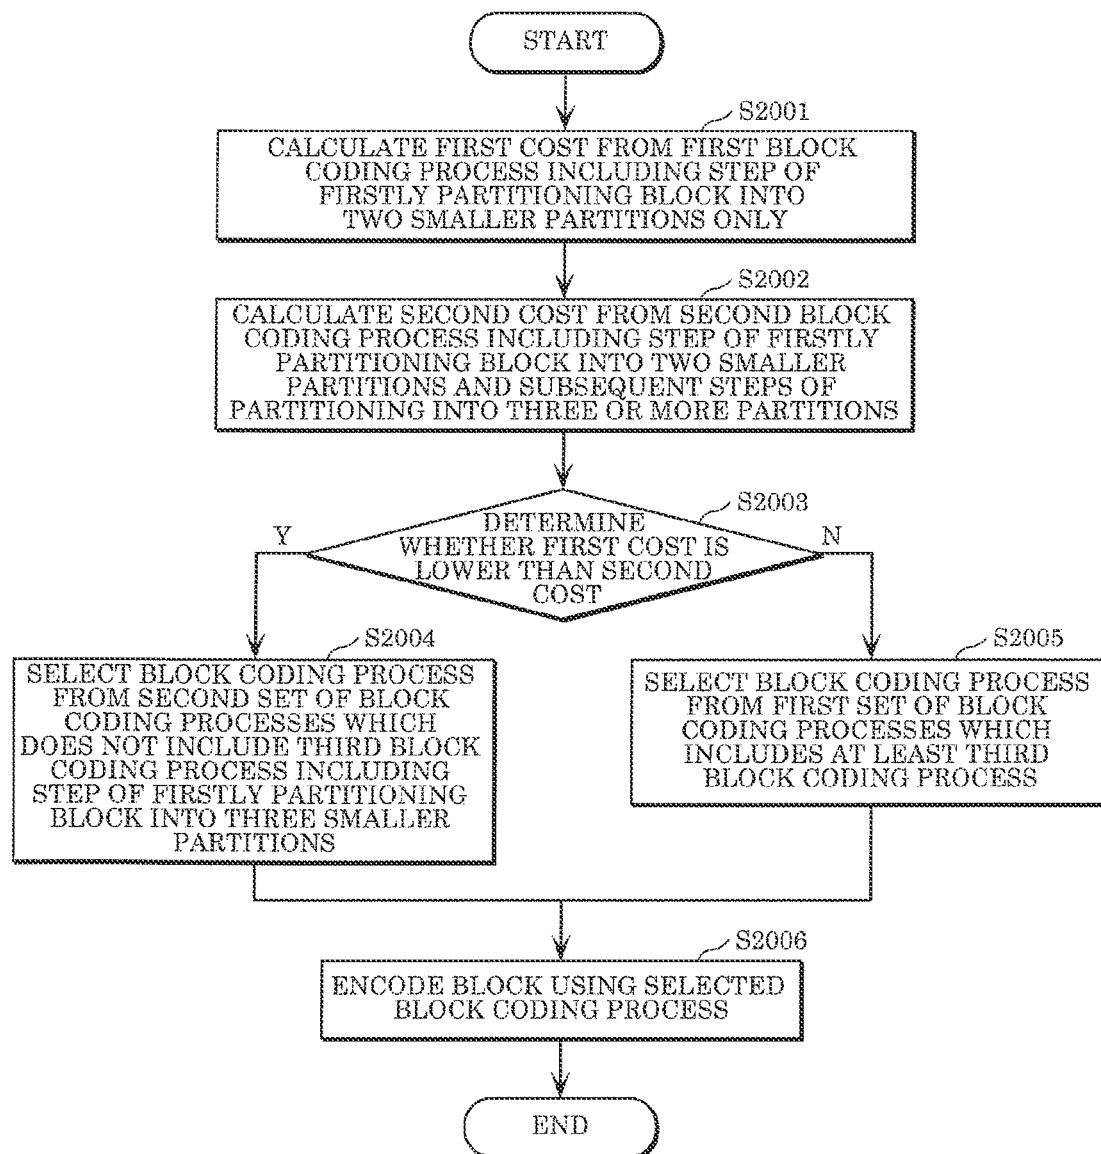 START
S2001
CALCULATE FIRST COST FROM FIRST BLOCK
CODING PROCESS INCLUDING STEP OF
FIRSTLY PARTITIONING BLOCK INTO
TWO SMALLER PARTITIONS ONLY
S2002
CALCULATE SECOND COST FROM SECOND BLOCK
CODING PROCESS INCLUDING STEP OF FIRSTLY
PARTITIONING BLOCK INTO TWO SMALLER
PARTITIONS AND SUBSEQUENT STEPS OF
PARTITIONING INTO THREE OR MORE PARTITIONS
S2003
Y
N
DETERMINE
WHETHER FIRST COST IS
LOWER THAN SECOND
COST
S2004
SELECT BLOCK CODING PROCESS
FROM SECOND SET OF BLOCK
CODING PROCESSES WHICH
DOES NOT INCLUDE THIRD BLOCK
CODING PROCESS INCLUDING
STEP OF FIRSTLY PARTITIONING
BLOCK INTO THREE SMALLER
PARTITIONS
S2005
SELECT BLOCK CODING PROCESS
FROM FIRST SET OF BLOCK
CODING PROCESSES WHICH
INCLUDES AT LEAST THIRD
BLOCK CODING PROCESS
S2006
ENCODE BLOCK USING SELECTED
BLOCK CODING PROCESS
END